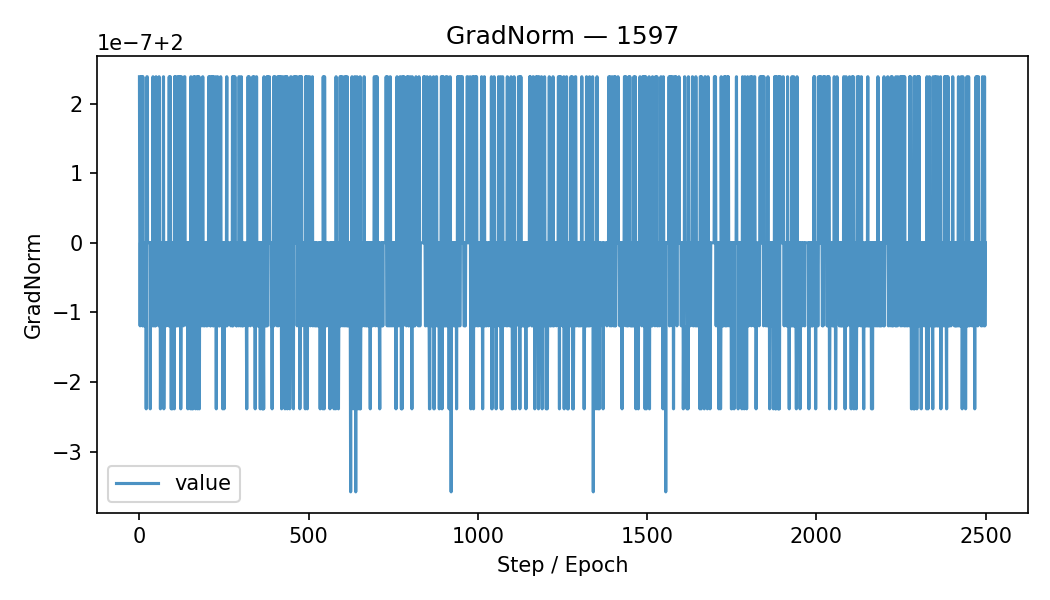 GradNorm — 1597
1e−7+2
2
1
0
−1
−2
−3
GradNorm
value
0 500 1000 1500 2000 2500
Step / Epoch